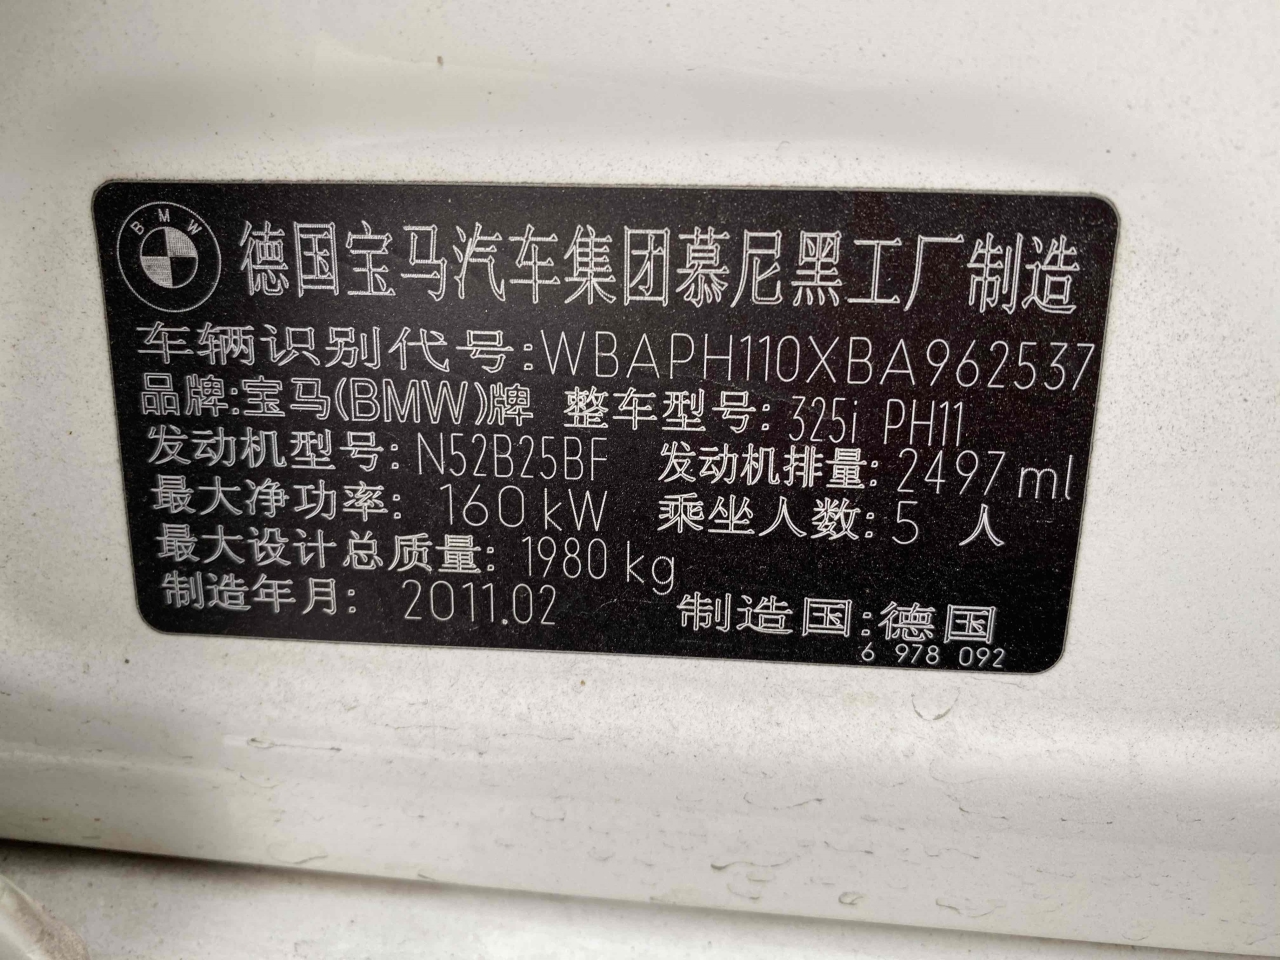 BMW 德国宝马汽车集团慕尼黑工厂制造
车辆识别代号:WBAPH110XBA962537
品牌:宝马(BMW)牌 整车型号: 325i PH11
发动机型号: N52B25BF 发动机排量: 2497 ml
最大净功率: 160 kW 乘坐人数: 5 人
最大设计总质量: 1980 kg
制造年月: 2011.02 制造国:德国
6 978 092